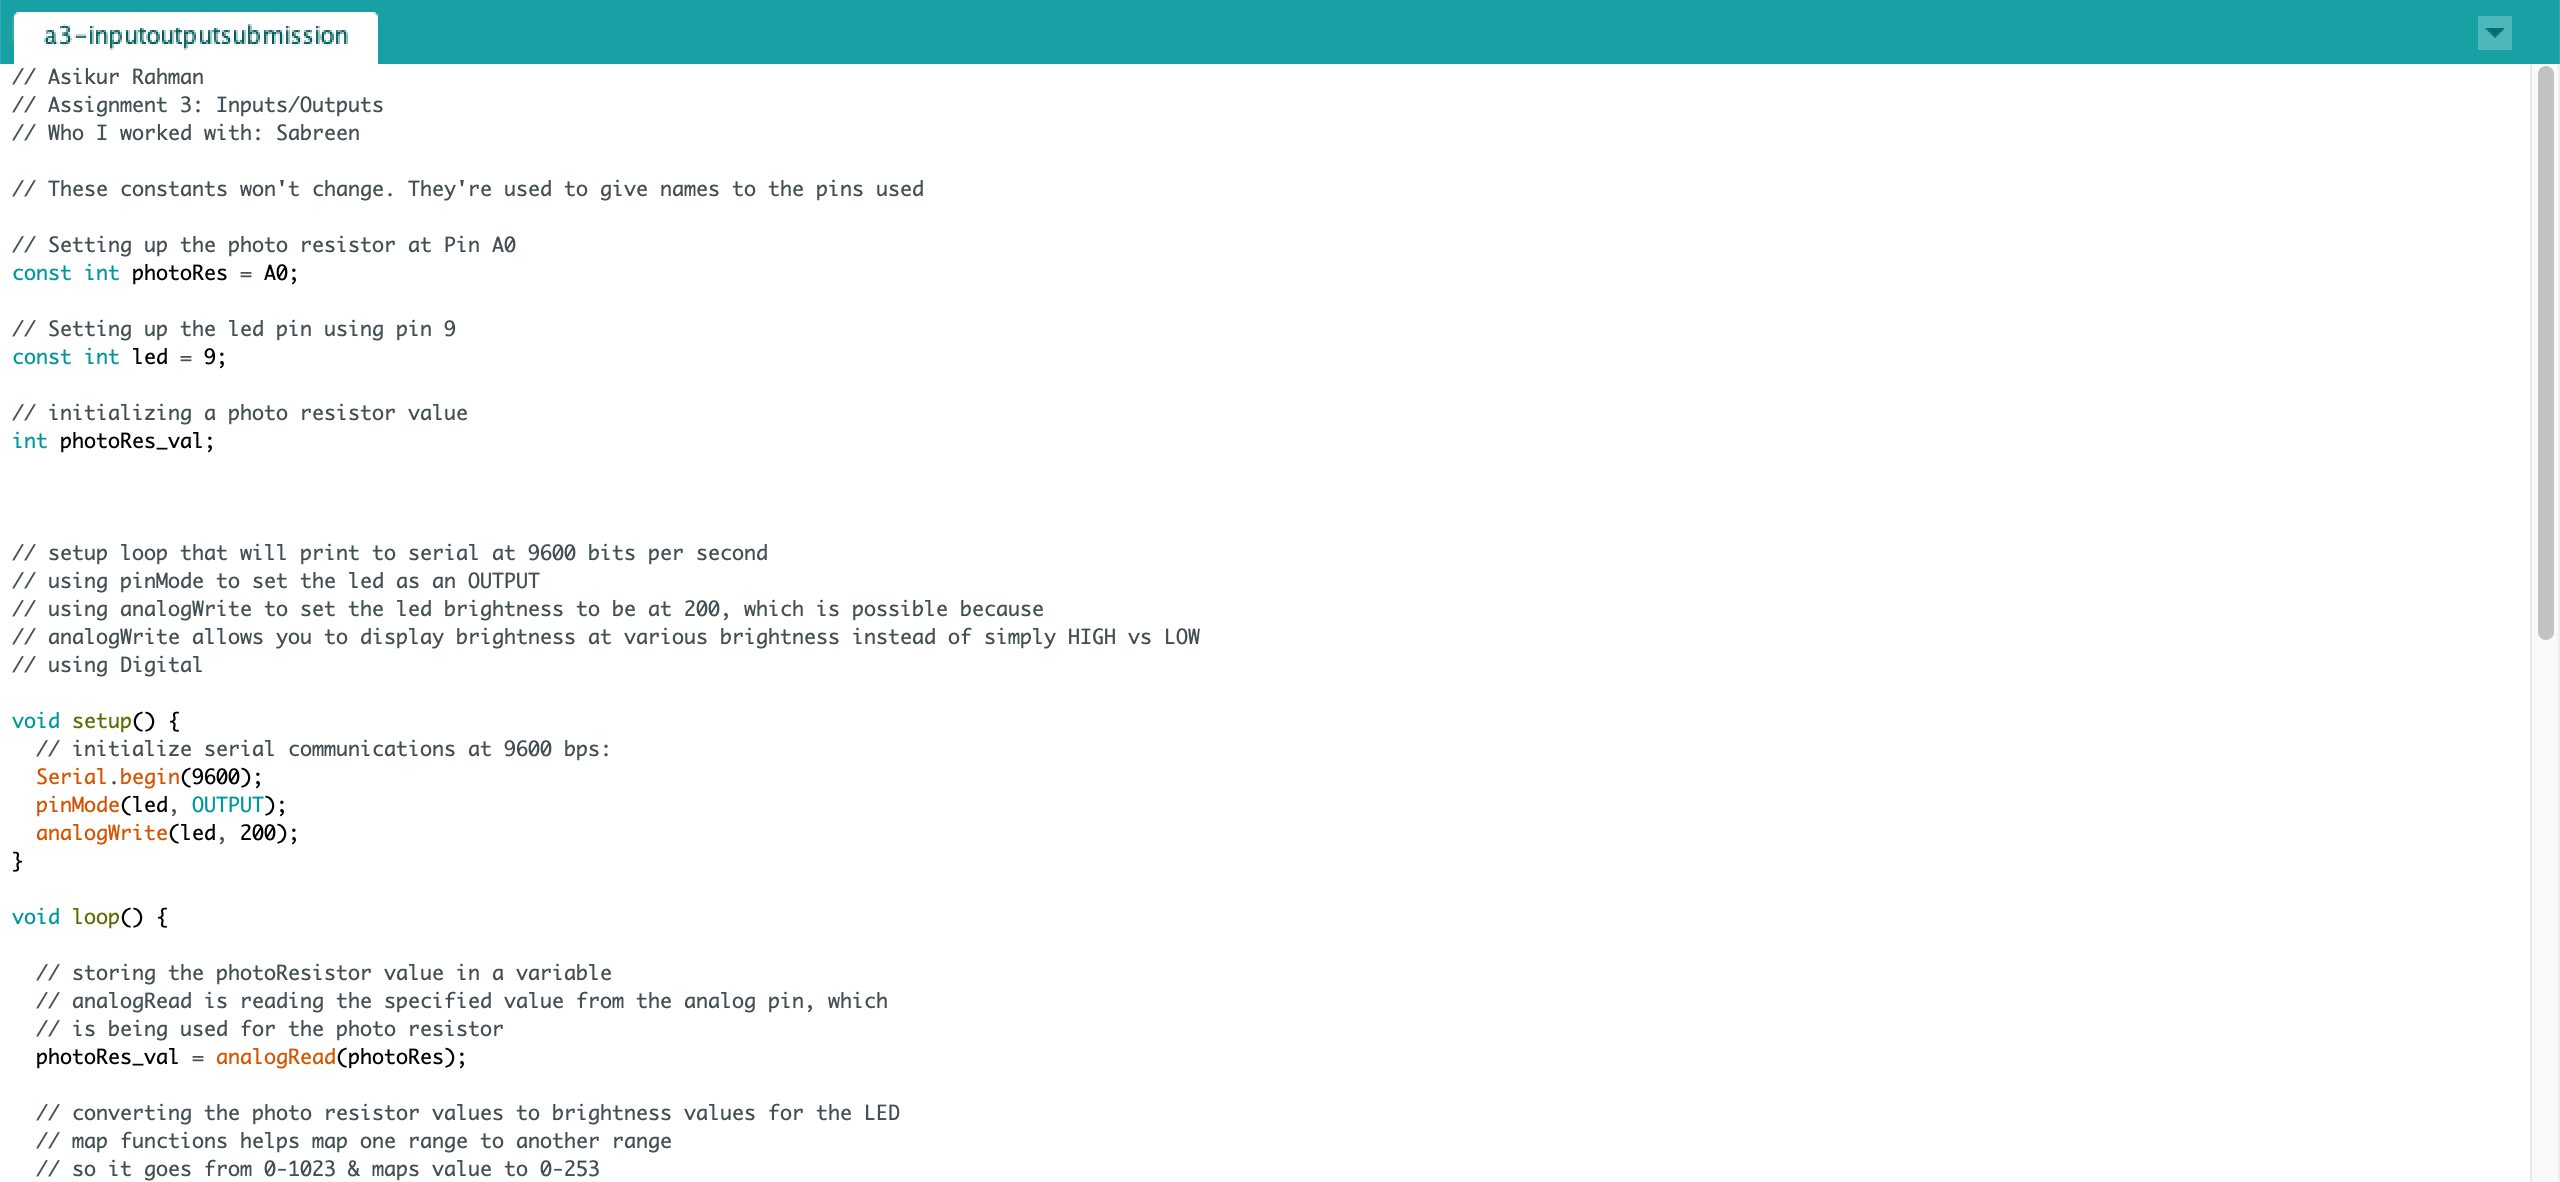 a3-inputoutputsubmission
// Asikur Rahman
// Assignment 3: Inputs/Outputs
// Who I worked with: Sabreen
// These constants won't change. They're used to give names to the pins used
// Setting up the photo resistor at Pin A0
const int photoRes = A0;
// Setting up the led pin using pin 9
const int led = 9;
// initializing a photo resistor value
int photoRes_val;
// setup loop that will print to serial at 9600 bits per second
// using pinMode to set the led as an OUTPUT
// using analogWrite to set the led brightness to be at 200, which is possible because
// analogWrite allows you to display brightness at various brightness instead of simply HIGH vs LOW
// using Digital
void setup() {
  // initialize serial communications at 9600 bps:
  Serial.begin(9600);
  pinMode(led, OUTPUT);
  analogWrite(led, 200);
}
void loop() {
  // storing the photoResistor value in a variable
  // analogRead is reading the specified value from the analog pin, which
  // is being used for the photo resistor
  photoRes_val = analogRead(photoRes);
  // converting the photo resistor values to brightness values for the LED
  // map functions helps map one range to another range
  // so it goes from 0-1023 & maps value to 0-253